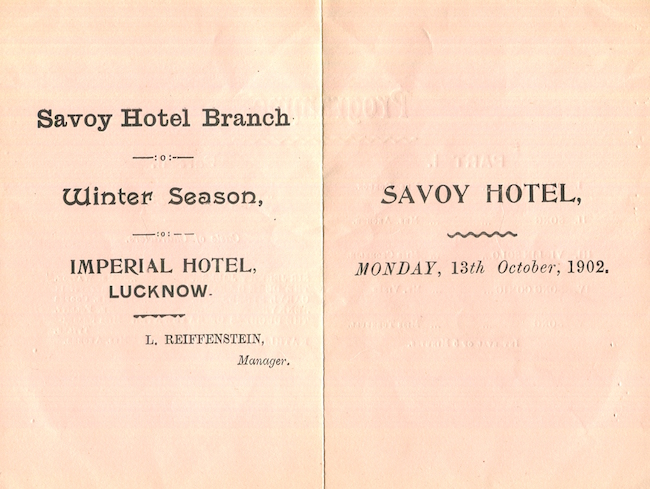 Savoy Hotel Branch
—:o:—
Winter Season,
—:o:—
IMPERIAL HOTEL,
LUCKNOW.
L. REIFFENSTEIN,
Manager.
SAVOY HOTEL,
MONDAY, 13th October, 1902.